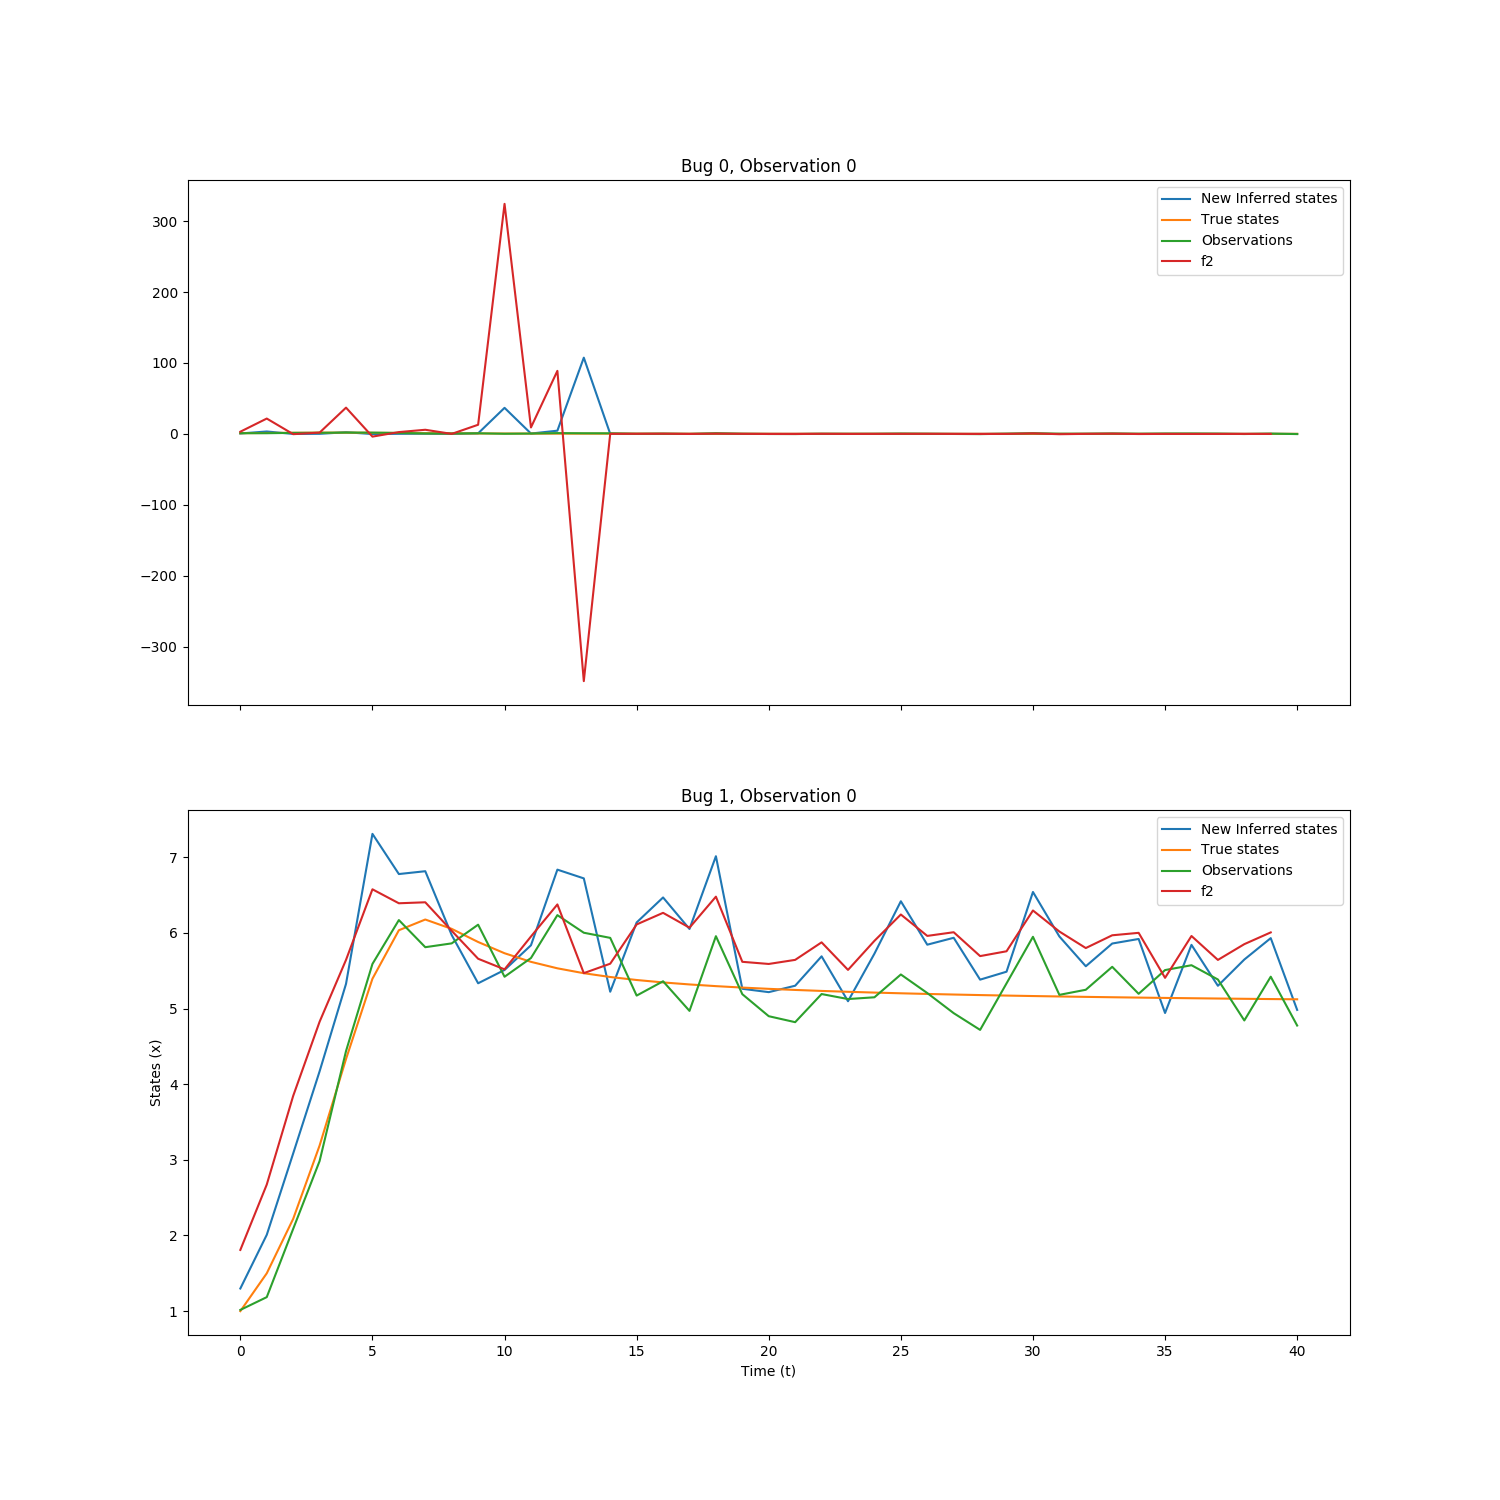 Bug 0, Observation 0
300
200
100
0
−100
−200
−300
New Inferred states
True states
Observations
f2
Bug 1, Observation 0
7
6
5
4
3
2
1
States (x)
New Inferred states
True states
Observations
f2
0 5 10 15 20 25 30 35 40
Time (t)